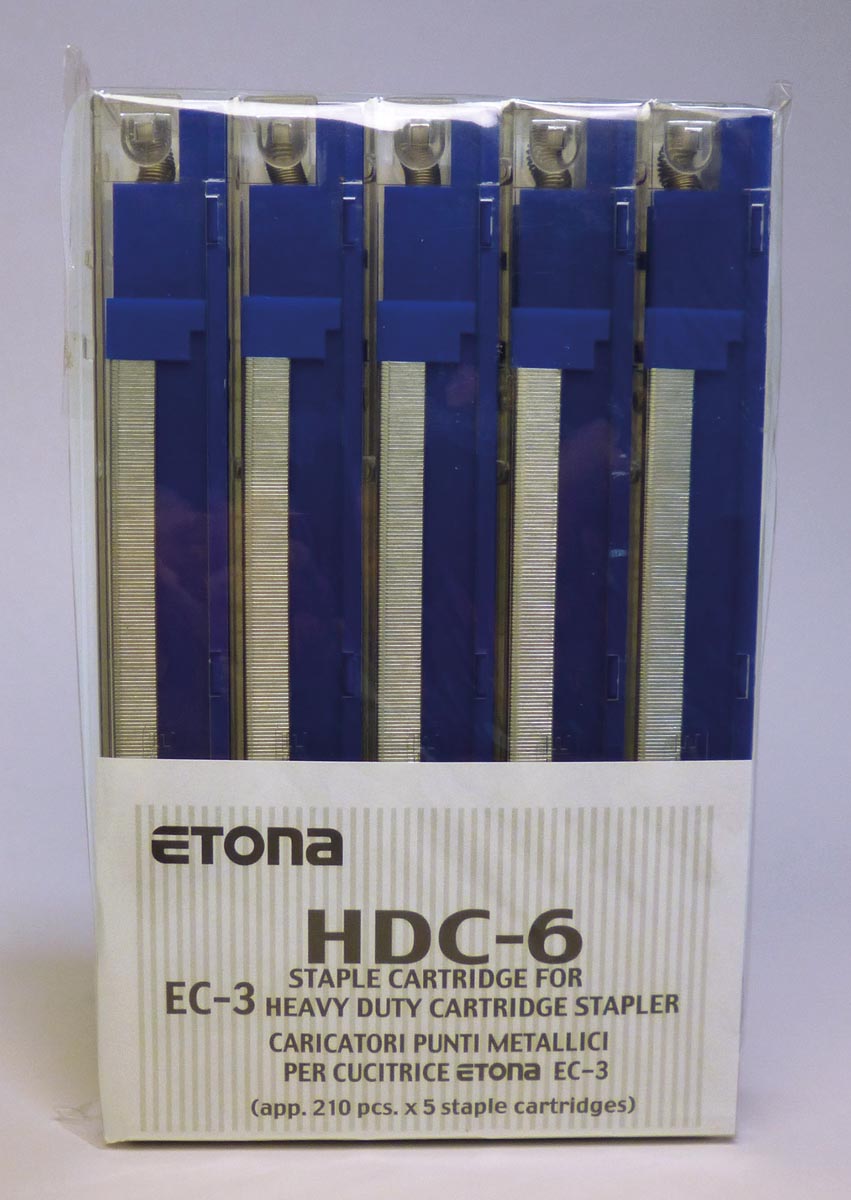 ETONA
HDC-6
EC-3 STAPLE CARTRIDGE FOR
HEAVY DUTY CARTRIDGE STAPLER
CARICATORI PUNTI METALLICI
PER CUCITRICE ETONA EC-3
(app. 210 pcs. x 5 staple cartridges)